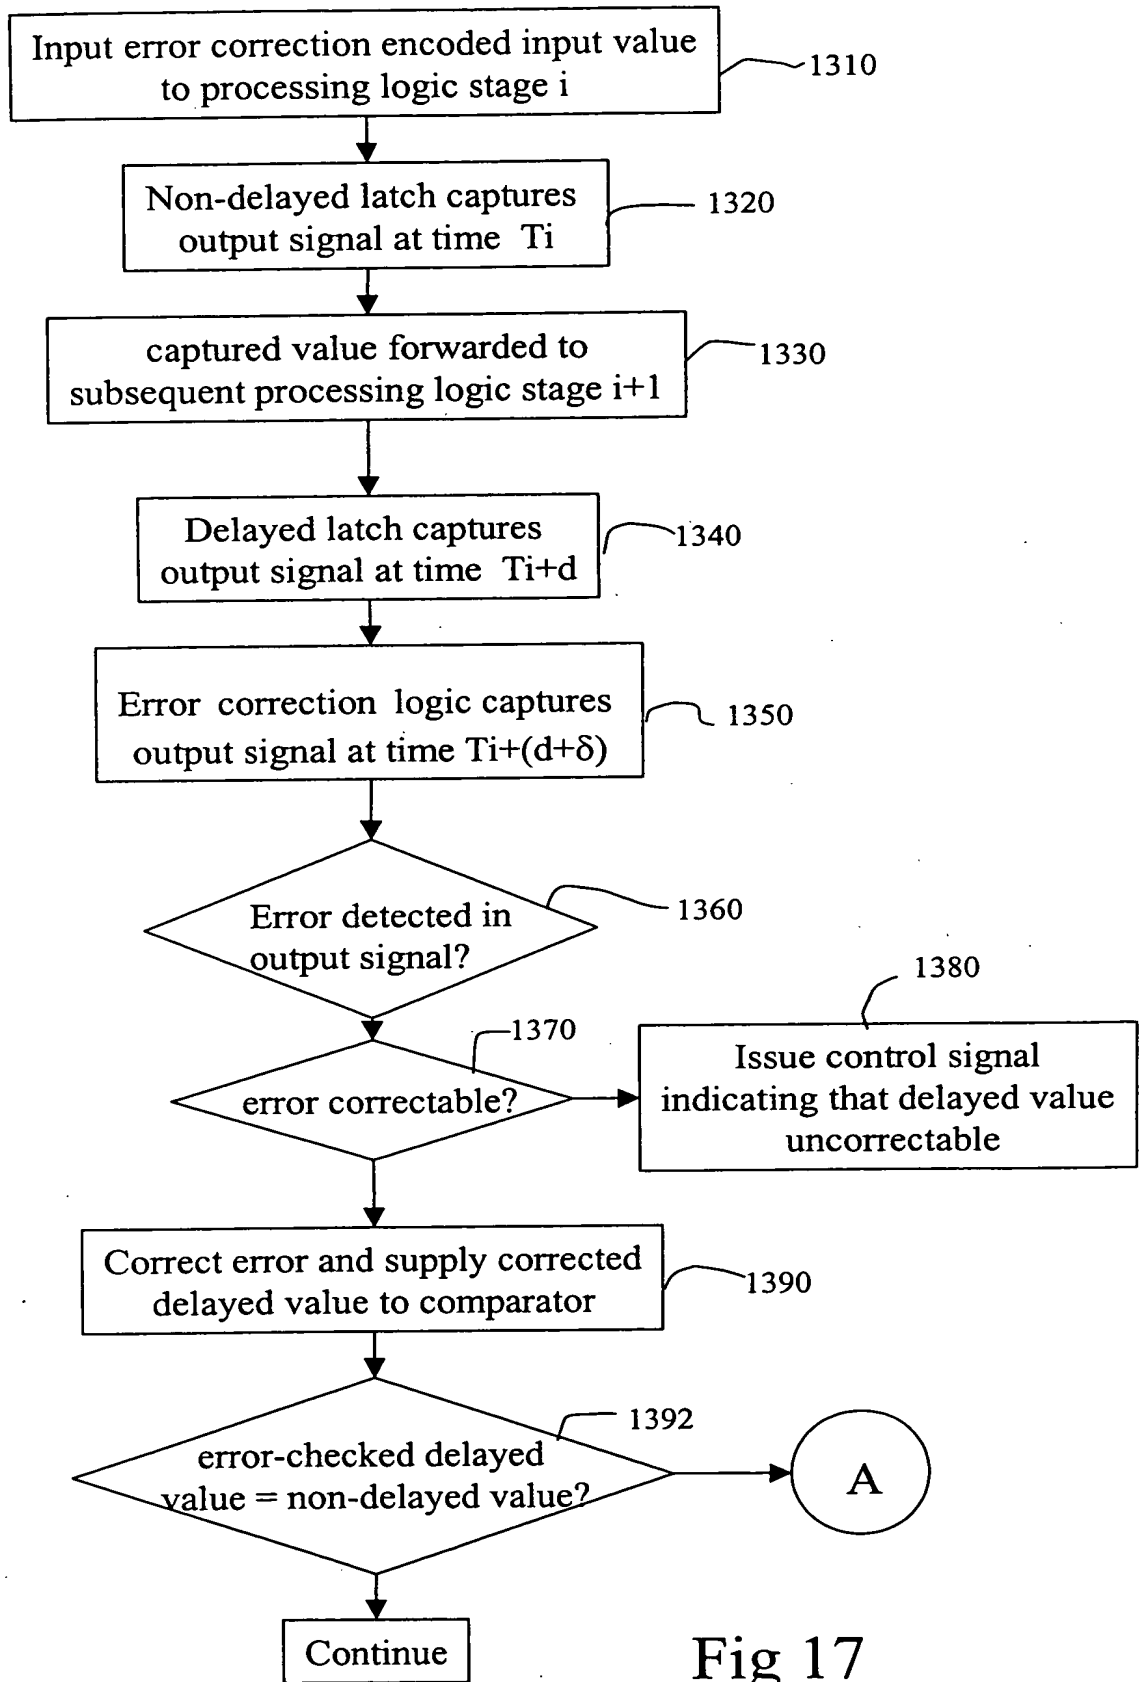 Input error correction encoded input value
to processing logic stage i
1310
Non-delayed latch captures
output signal at time Ti
1320
captured value forwarded to
subsequent processing logic stage i+1
1330
Delayed latch captures
output signal at time Ti+d
1340
Error correction logic captures
output signal at time Ti+(d+δ)
1350
Error detected in
output signal?
1360
1380
1370
error correctable?
Issue control signal
indicating that delayed value
uncorrectable
Correct error and supply corrected
delayed value to comparator
1390
1392
error-checked delayed
value = non-delayed value?
A
Continue
Fig 17